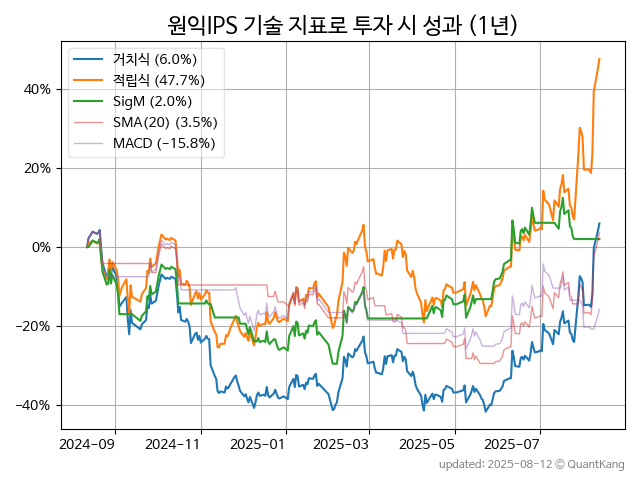 원익IPS 기술 지표로 투자 시 성과 (1년)
거치식 (6.0%)
적립식 (47.7%)
SigM (2.0%)
SMA(20) (3.5%)
MACD (-15.8%)
40%
20%
0%
−20%
−40%
2024-09 2024-11 2025-01 2025-03 2025-05 2025-07
updated: 2025-08-12 © QuantKang